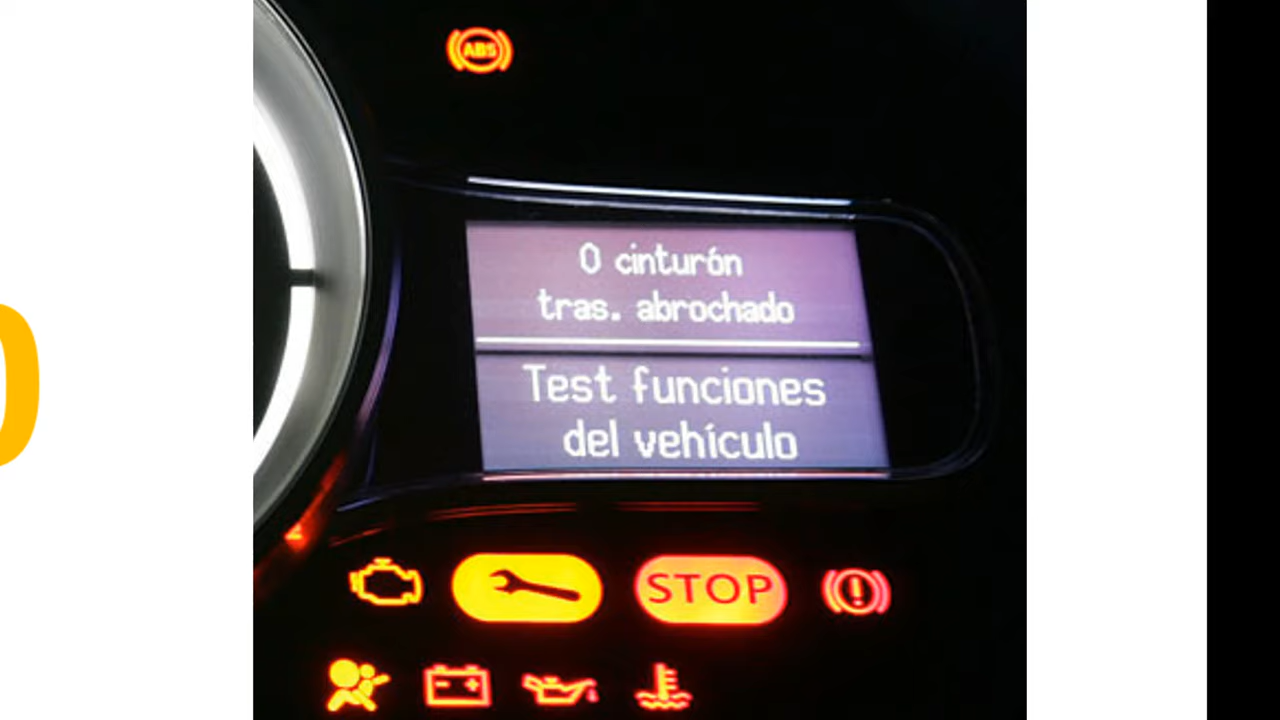 ABS
0 cinturón
tras. abrochado
Test funciones
del vehículo
STOP